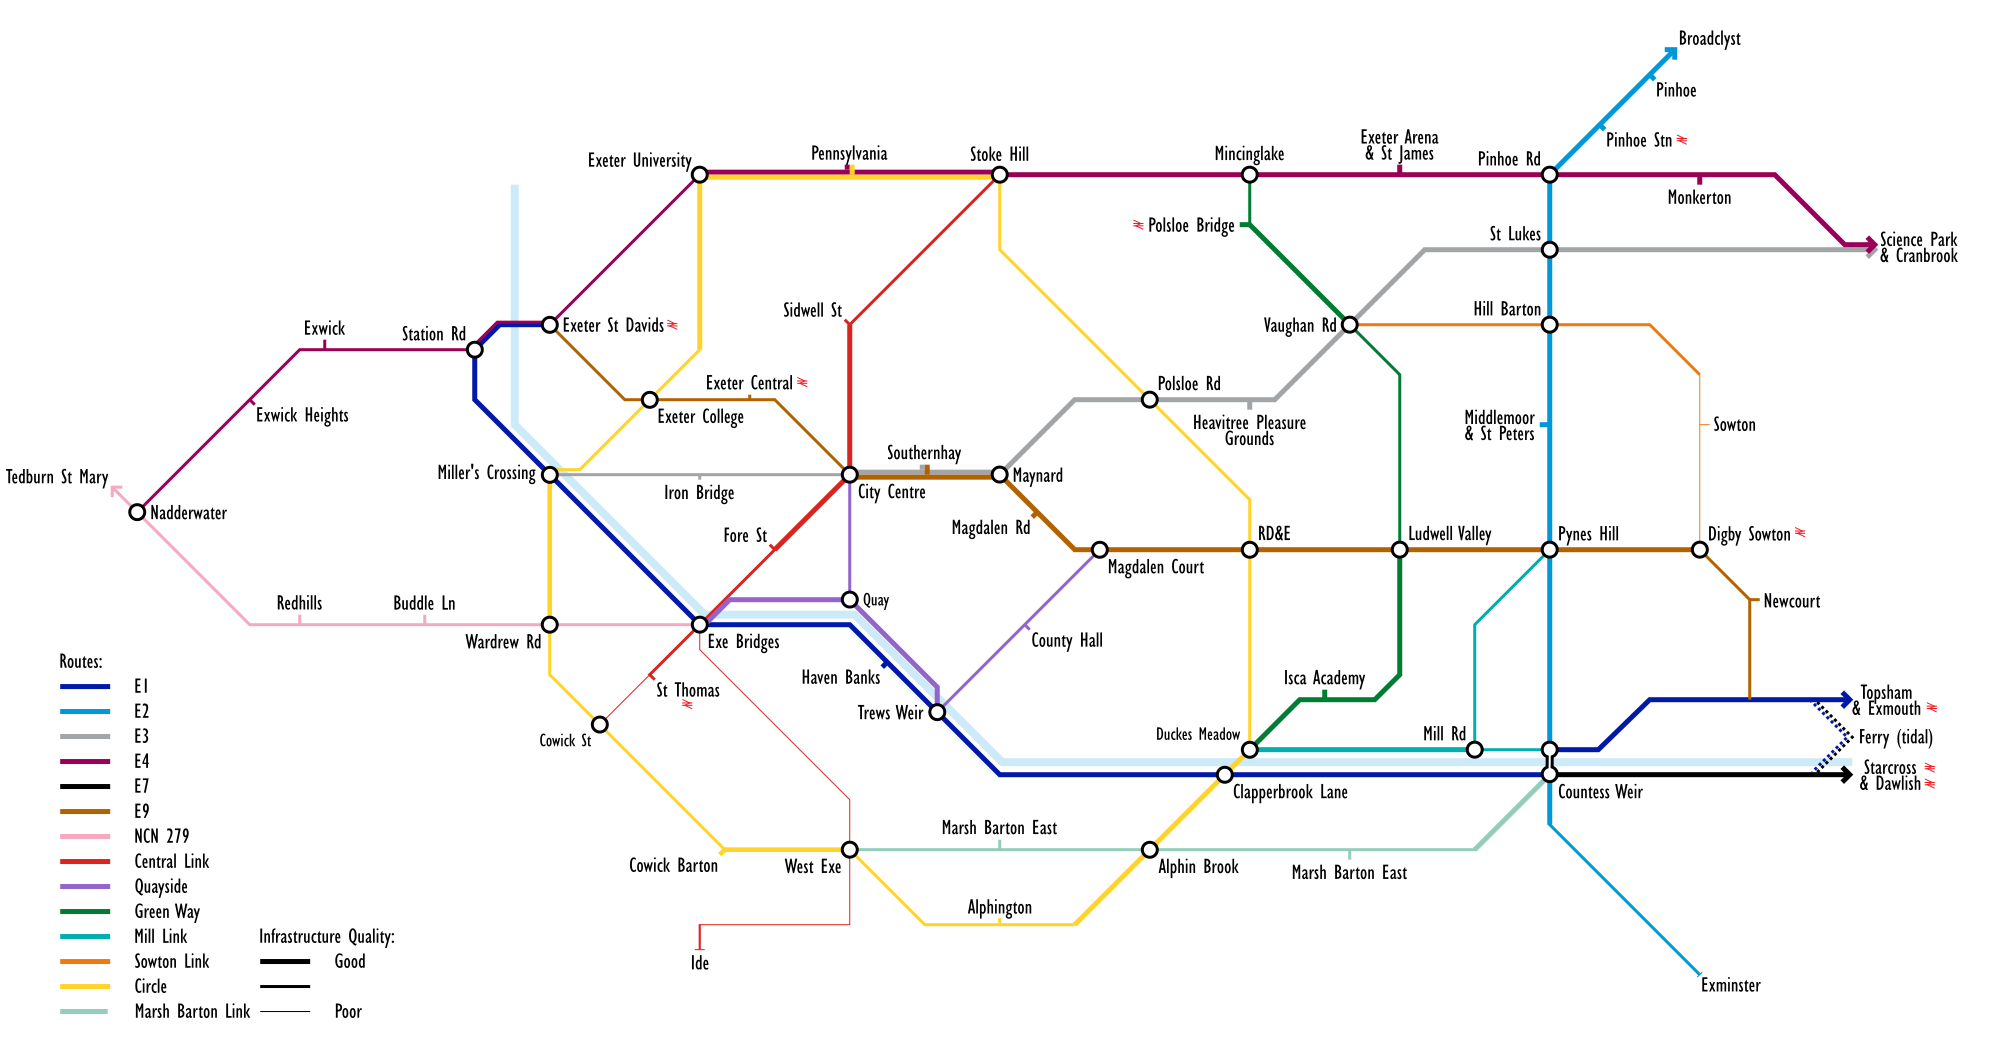 Broadclyst
Pinhoe
Pinhoe Stn
Exeter Arena
& St James
Pennsylvania
Stoke Hill
Mincinglake
Pinhoe Rd
Exeter University
Monkerton
Polsloe Bridge
St Lukes
Science Park
& Cranbrook
Sidwell St
Hill Barton
Exwick
Station Rd
Exeter St Davids
Vaughan Rd
Exeter Central
Polsloe Rd
Exwick Heights
Exeter College
Heavitree Pleasure
Grounds
Middlemoor
& St Peters
Sowton
Southernhay
Tedburn St Mary
Miller's Crossing
Iron Bridge
City Centre
Maynard
Nadderwater
Magdalen Rd
Fore St
RD&E
Ludwell Valley
Pynes Hill
Digby Sowton
Magdalen Court
Redhills
Buddle Ln
Quay
Newcourt
Wardrew Rd
Exe Bridges
County Hall
Routes:
E1
E2
E3
E4
E7
E9
NCN 279
Central Link
Quayside
Green Way
Mill Link
Sowton Link
Circle
Marsh Barton Link
Infrastructure Quality:
Good
Poor
Haven Banks
Isca Academy
St Thomas
Topsham
& Exmouth
Trews Weir
Cowick St
Duckes Meadow
Mill Rd
Ferry (tidal)
Starcross
& Dawlish
Clapperbrook Lane
Countess Weir
Marsh Barton East
Cowick Barton
West Exe
Alphin Brook
Marsh Barton East
Alphington
Ide
Exminster